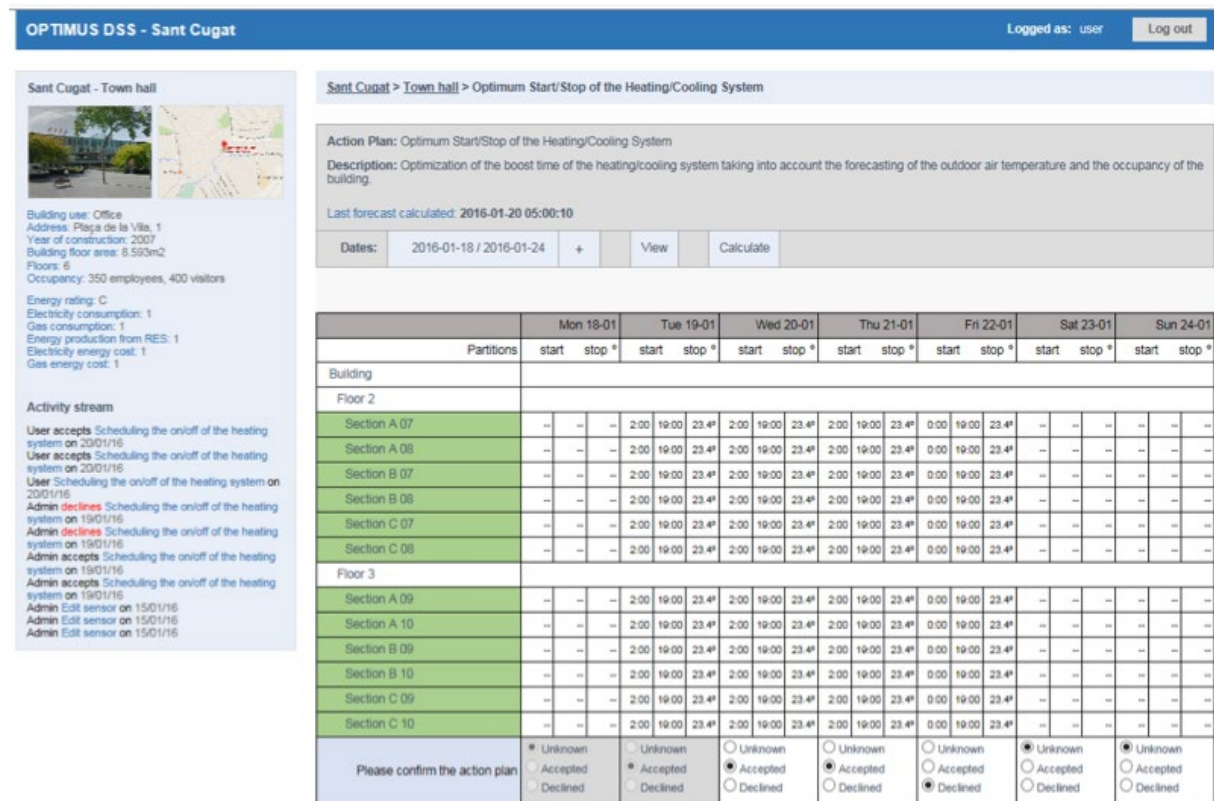 OPTIMUS DSS - Sant Cugat
Logged as: user
Log out
Sant Cugat - Town hall
Building use: Office
Address: Plaça de la Vila, 1
Year of construction: 2007
Building floor area: 8.593m2
Floors: 6
Occupancy: 350 employees, 400 visitors
Energy rating: C
Electricity consumption: 1
Gas consumption: 1
Energy production from RES: 1
Electricity energy cost: 1
Gas energy cost: 1
Activity stream
User accepts Scheduling the on/off of the heating
system on 20/01/16
User accepts Scheduling the on/off of the heating
system on 20/01/16
User Scheduling the on/off of the heating system on
20/01/16
Admin declines Scheduling the on/off of the heating
system on 19/01/16
Admin declines Scheduling the on/off of the heating
system on 19/01/16
Admin accepts Scheduling the on/off of the heating
system on 19/01/16
Admin accepts Scheduling the on/off of the heating
system on 19/01/16
Admin Edit sensor on 15/01/16
Admin Edit sensor on 15/01/16
Sant Cugat > Town hall > Optimum Start/Stop of the Heating/Cooling System
Action Plan: Optimum Start/Stop of the Heating/Cooling System
Description: Optimization of the boost time of the heating/cooling system taking into account the forecasting of the outdoor air temperature and the occupancy of the
building.
Last forecast calculated: 2016-01-20 05:00:10
Dates: 2016-01-18 / 2016-01-24 + View Calculate
Mon 18-01 Tue 19-01 Wed 20-01 Thu 21-01 Fri 22-01 Sat 23-01 Sun 24-01
Partitions start stop º start stop º start stop º start stop º start stop º start stop º start stop º
Building
Floor 2
Section A 07 -- -- -- 2:00 19:00 23.4º 2:00 19:00 23.4º 2:00 19:00 23.4º 0:00 19:00 23.4º -- -- -- -- -- --
Section A 08 -- -- -- 2:00 19:00 23.4º 2:00 19:00 23.4º 2:00 19:00 23.4º 0:00 19:00 23.4º -- -- -- -- -- --
Section B 07 -- -- -- 2:00 19:00 23.4º 2:00 19:00 23.4º 2:00 19:00 23.4º 0:00 19:00 23.4º -- -- -- -- -- --
Section B 08 -- -- -- 2:00 19:00 23.4º 2:00 19:00 23.4º 2:00 19:00 23.4º 0:00 19:00 23.4º -- -- -- -- -- --
Section C 07 -- -- -- 2:00 19:00 23.4º 2:00 19:00 23.4º 2:00 19:00 23.4º 0:00 19:00 23.4º -- -- -- -- -- --
Section C 08 -- -- -- 2:00 19:00 23.4º 2:00 19:00 23.4º 2:00 19:00 23.4º 0:00 19:00 23.4º -- -- -- -- -- --
Floor 3
Section A 09 -- -- -- 2:00 19:00 23.4º 2:00 19:00 23.4º 2:00 19:00 23.4º 0:00 19:00 23.4º -- -- -- -- -- --
Section A 10 -- -- -- 2:00 19:00 23.4º 2:00 19:00 23.4º 2:00 19:00 23.4º 0:00 19:00 23.4º -- -- -- -- -- --
Section B 09 -- -- -- 2:00 19:00 23.4º 2:00 19:00 23.4º 2:00 19:00 23.4º 0:00 19:00 23.4º -- -- -- -- -- --
Section B 10 -- -- -- 2:00 19:00 23.4º 2:00 19:00 23.4º 2:00 19:00 23.4º 0:00 19:00 23.4º -- -- -- -- -- --
Section C 09 -- -- -- 2:00 19:00 23.4º 2:00 19:00 23.4º 2:00 19:00 23.4º 0:00 19:00 23.4º -- -- -- -- -- --
Section C 10 -- -- -- 2:00 19:00 23.4º 2:00 19:00 23.4º 2:00 19:00 23.4º 0:00 19:00 23.4º -- -- -- -- -- --
Unknown Unknown Unknown Unknown Unknown Unknown Unknown
Please confirm the action plan Accepted Accepted Accepted Accepted Accepted Accepted Accepted
Declined Declined Declined Declined Declined Declined Declined